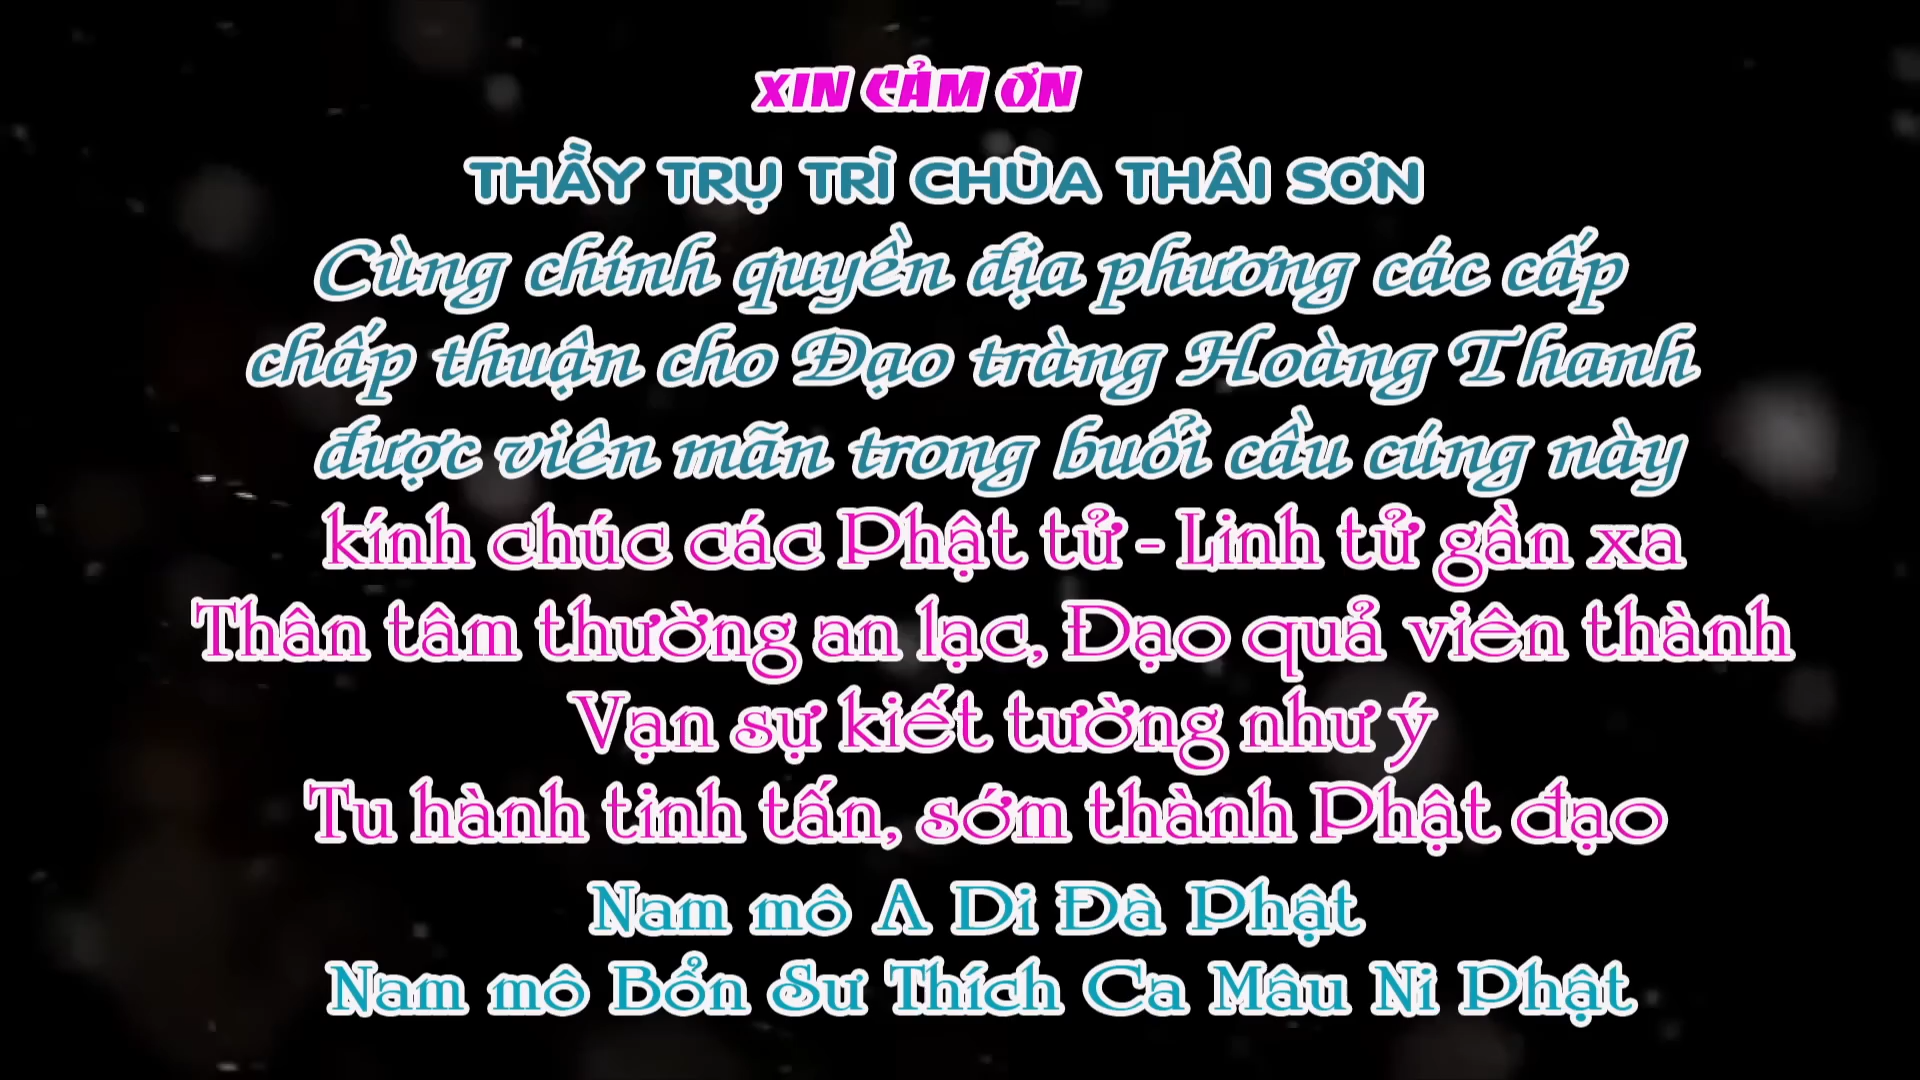 XIN CẢM ƠN
THẦY TRỤ TRÌ CHÙA THÁI SƠN
Cùng chính quyền địa phương các cấp
chấp thuận cho Đạo tràng Hoàng Thanh
được viên mãn trong buổi cầu cúng này
kính chúc các Phật tử - Linh tử gần xa
Thân tâm thường an lạc, Đạo quả viên thành
Vạn sự kiết tường như ý
Tu hành tinh tấn, sớm thành Phật đạo
Nam mô A Di Đà Phật
Nam mô Bổn Sư Thích Ca Mâu Ni Phật